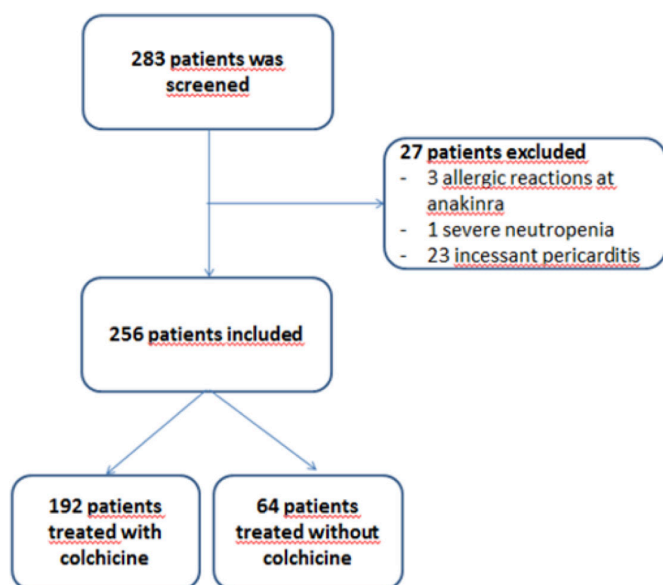 283 patients was
screened
27 patients excluded
- 3 allergic reactions at
anakinra
- 1 severe neutropenia
- 23 incessant pericarditis
256 patients included
192 patients
treated with
colchicine
64 patients
treated without
colchicine